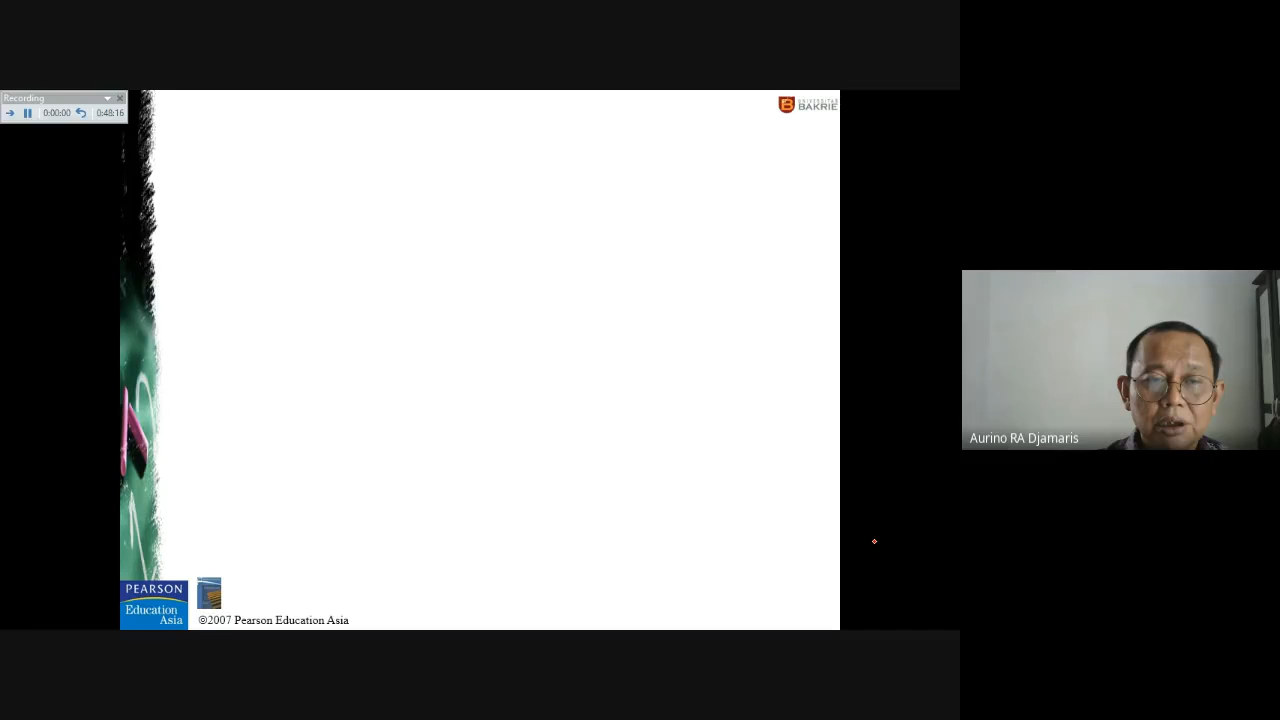 Recording
0:00:00 0:48:16
UNIVERSITAS
BAKRIE
Aurino RA Djamaris
PEARSON
Education
Asia
©2007 Pearson Education Asia